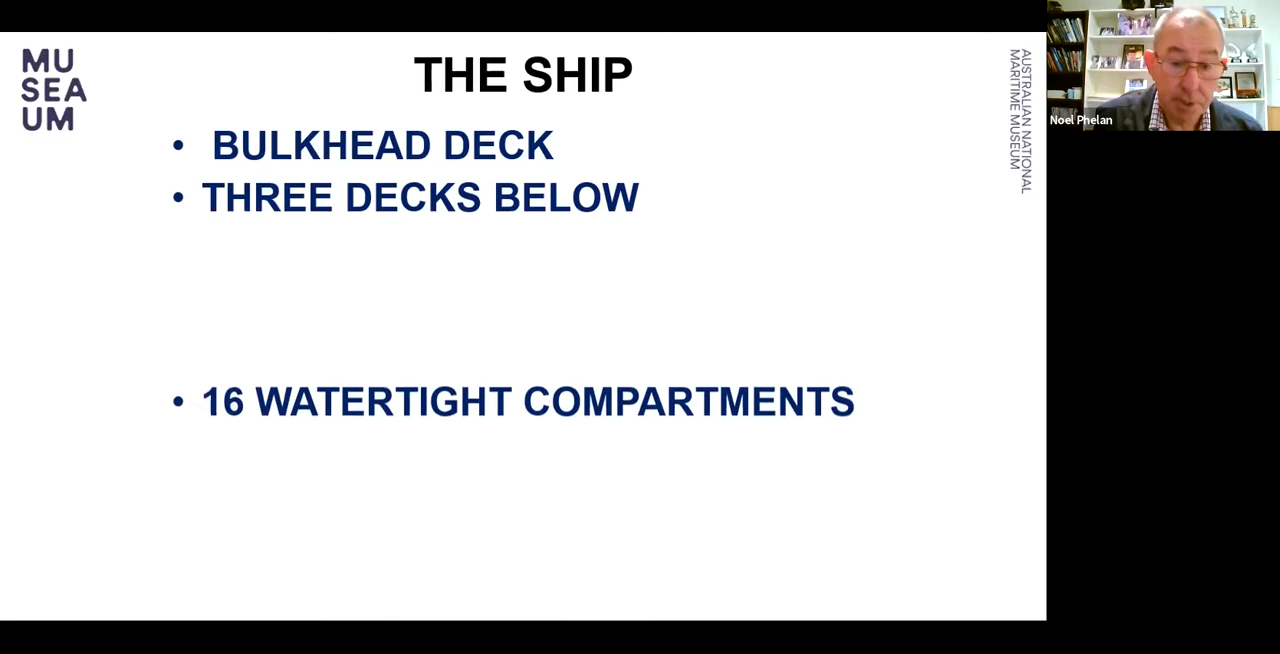 MU
SEA
UM
THE SHIP
• BULKHEAD DECK
• THREE DECKS BELOW
• 16 WATERTIGHT COMPARTMENTS
AUSTRALIAN NATIONAL
MARITIME MUSEUM
Noel Phelan